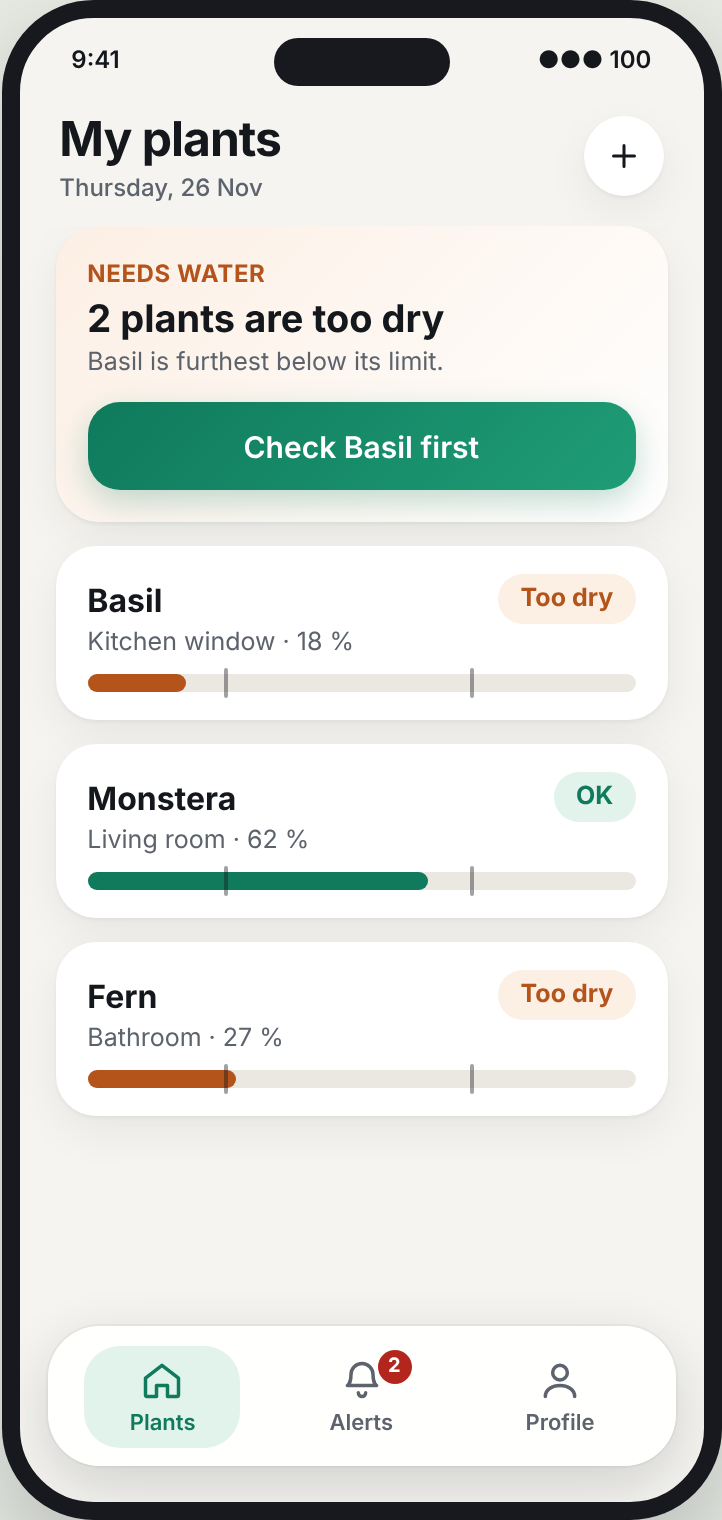 9:41
100
My plants
Thursday, 26 Nov
NEEDS WATER
2 plants are too dry
Basil is furthest below its limit.
Check Basil first
Basil
Too dry
Kitchen window · 18 %
Monstera
OK
Living room · 62 %
Fern
Too dry
Bathroom · 27 %
2
Plants
Alerts
Profile